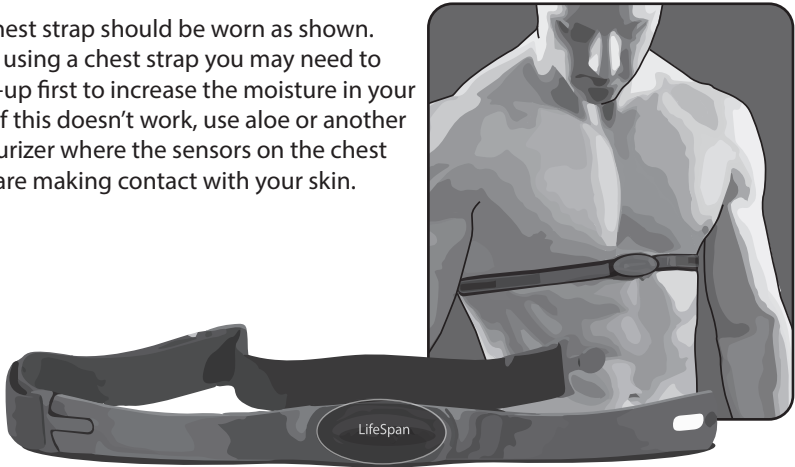 nest strap should be worn as shown.
using a chest strap you may need to
-up first to increase the moisture in your
f this doesn’t work, use aloe or another
urizer where the sensors on the chest
are making contact with your skin.
LifeSpan